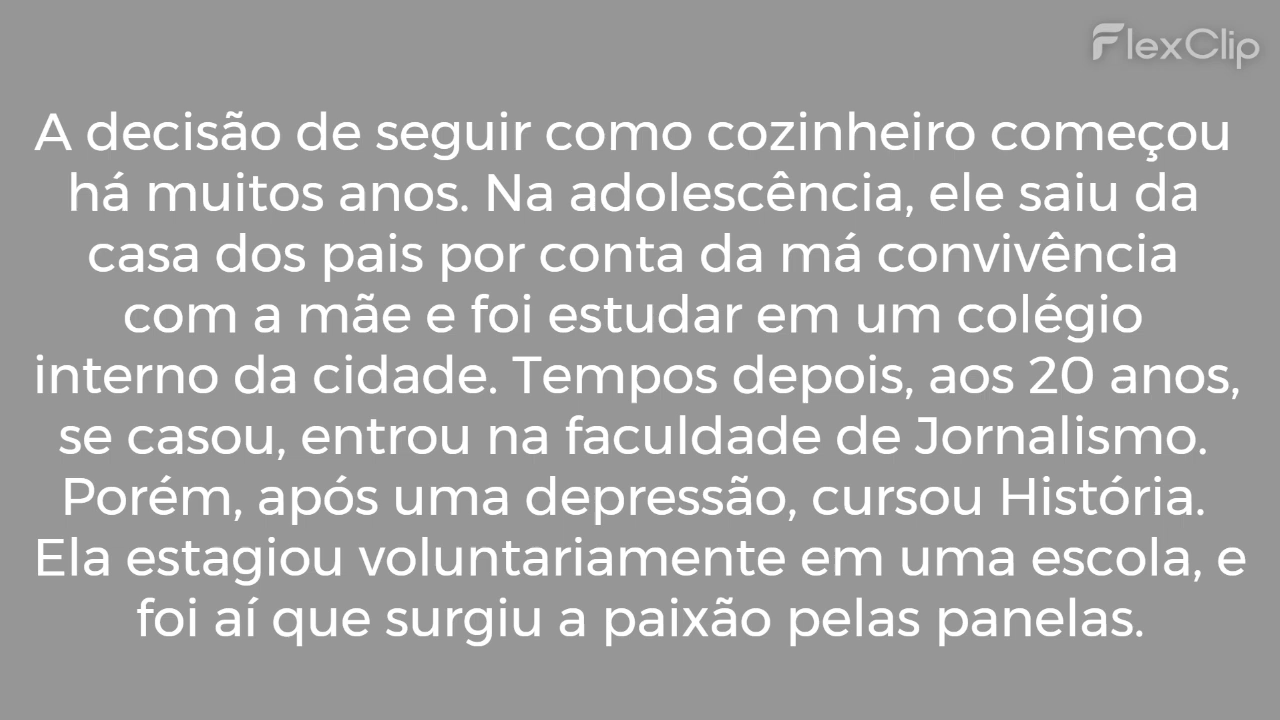 FlexClip
A decisão de seguir como cozinheiro começou
há muitos anos. Na adolescência, ele saiu da
casa dos pais por conta da má convivência
com a mãe e foi estudar em um colégio
interno da cidade. Tempos depois, aos 20 anos,
se casou, entrou na faculdade de Jornalismo.
Porém, após uma depressão, cursou História.
Ela estagiou voluntariamente em uma escola, e
foi aí que surgiu a paixão pelas panelas.